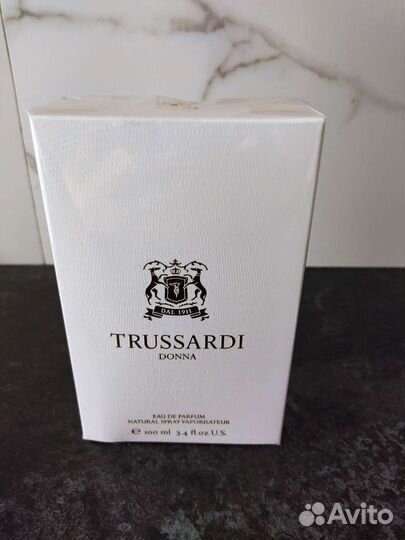 DAL 1911
TRUSSARDI
DONNA
EAU DE PARFUM
NATURAL SPRAY VAPORISATEUR
℮ 100 ml 3.4 fl.oz.U.S.
Avito